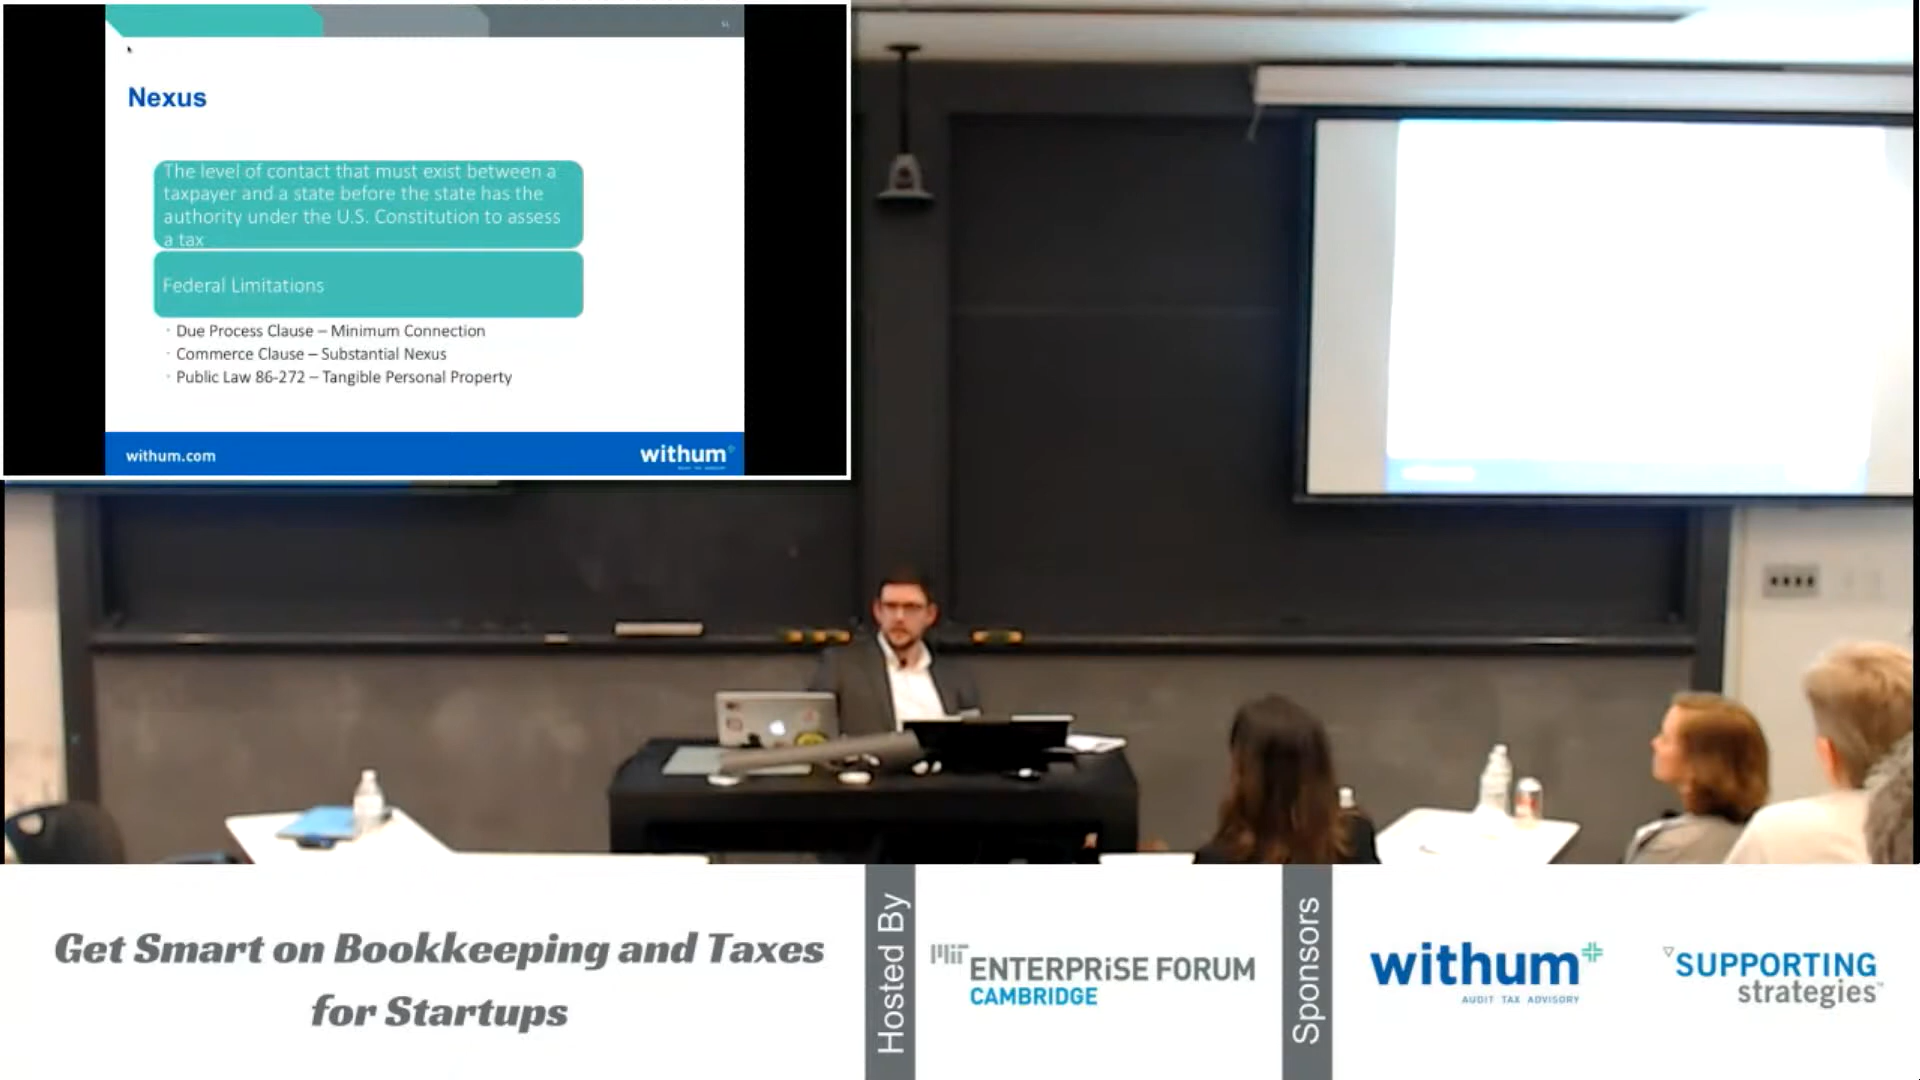 Nexus
The level of contact that must exist between a
taxpayer and a state before the state has the
authority under the U.S. Constitution to assess
a tax
Federal Limitations
· Due Process Clause – Minimum Connection
· Commerce Clause – Substantial Nexus
· Public Law 86-272 – Tangible Personal Property
withum.com
withum+
Get Smart on Bookkeeping and Taxes
for Startups
Hosted By
MIT
ENTERPRiSE FORUM
CAMBRIDGE
Sponsors
withum+
AUDIT TAX ADVISORY
SUPPORTING
strategies™